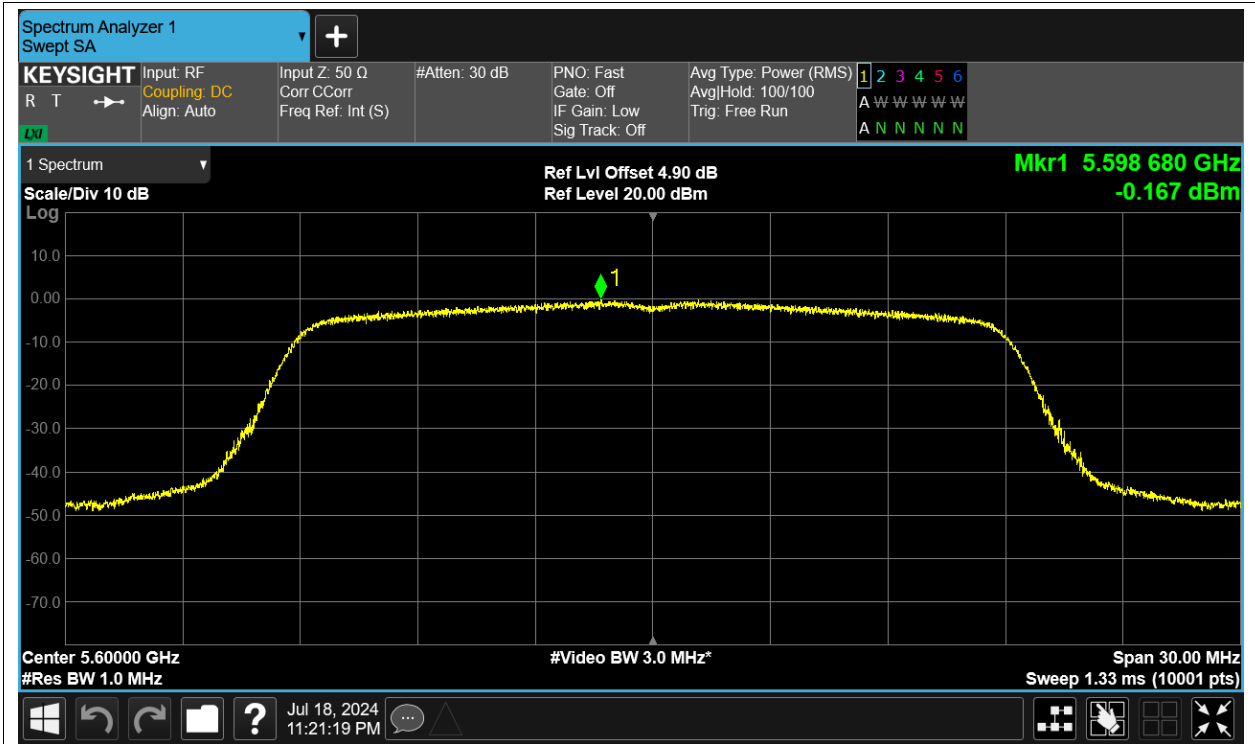 Spectrum Analyzer 1
Swept SA
KEYSIGHT
R T
LXI
Input: RF
Coupling: DC
Align: Auto
Input Z: 50 Ω
Corr CCorr
Freq Ref: Int (S)
#Atten: 30 dB
PNO: Fast
Gate: Off
IF Gain: Low
Sig Track: Off
Avg Type: Power (RMS)
Avg|Hold: 100/100
Trig: Free Run
1 2 3 4 5 6
A W W W W W
A N N N N N
1 Spectrum
Scale/Div 10 dB
Log
Ref Lvl Offset 4.90 dB
Ref Level 20.00 dBm
Mkr1 5.598 680 GHz
-0.167 dBm
1
10.0
0.00
-10.0
-20.0
-30.0
-40.0
-50.0
-60.0
-70.0
Center 5.60000 GHz
#Res BW 1.0 MHz
#Video BW 3.0 MHz*
Span 30.00 MHz
Sweep 1.33 ms (10001 pts)
?
Jul 18, 2024
11:21:19 PM